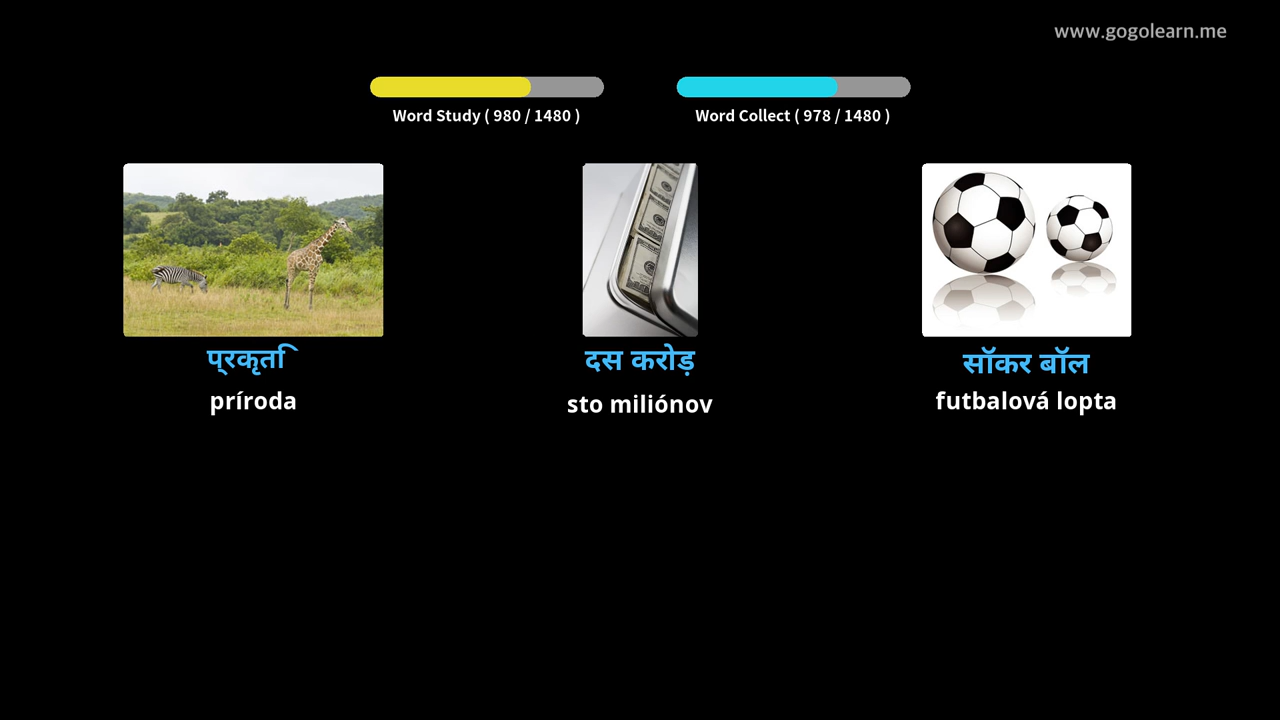 www.gogolearn.me
Word Study ( 980 / 1480 )
Word Collect ( 978 / 1480 )
प्रकृति
príroda
दस करोड़
sto miliónov
सॉकर बॉल
futbalová lopta